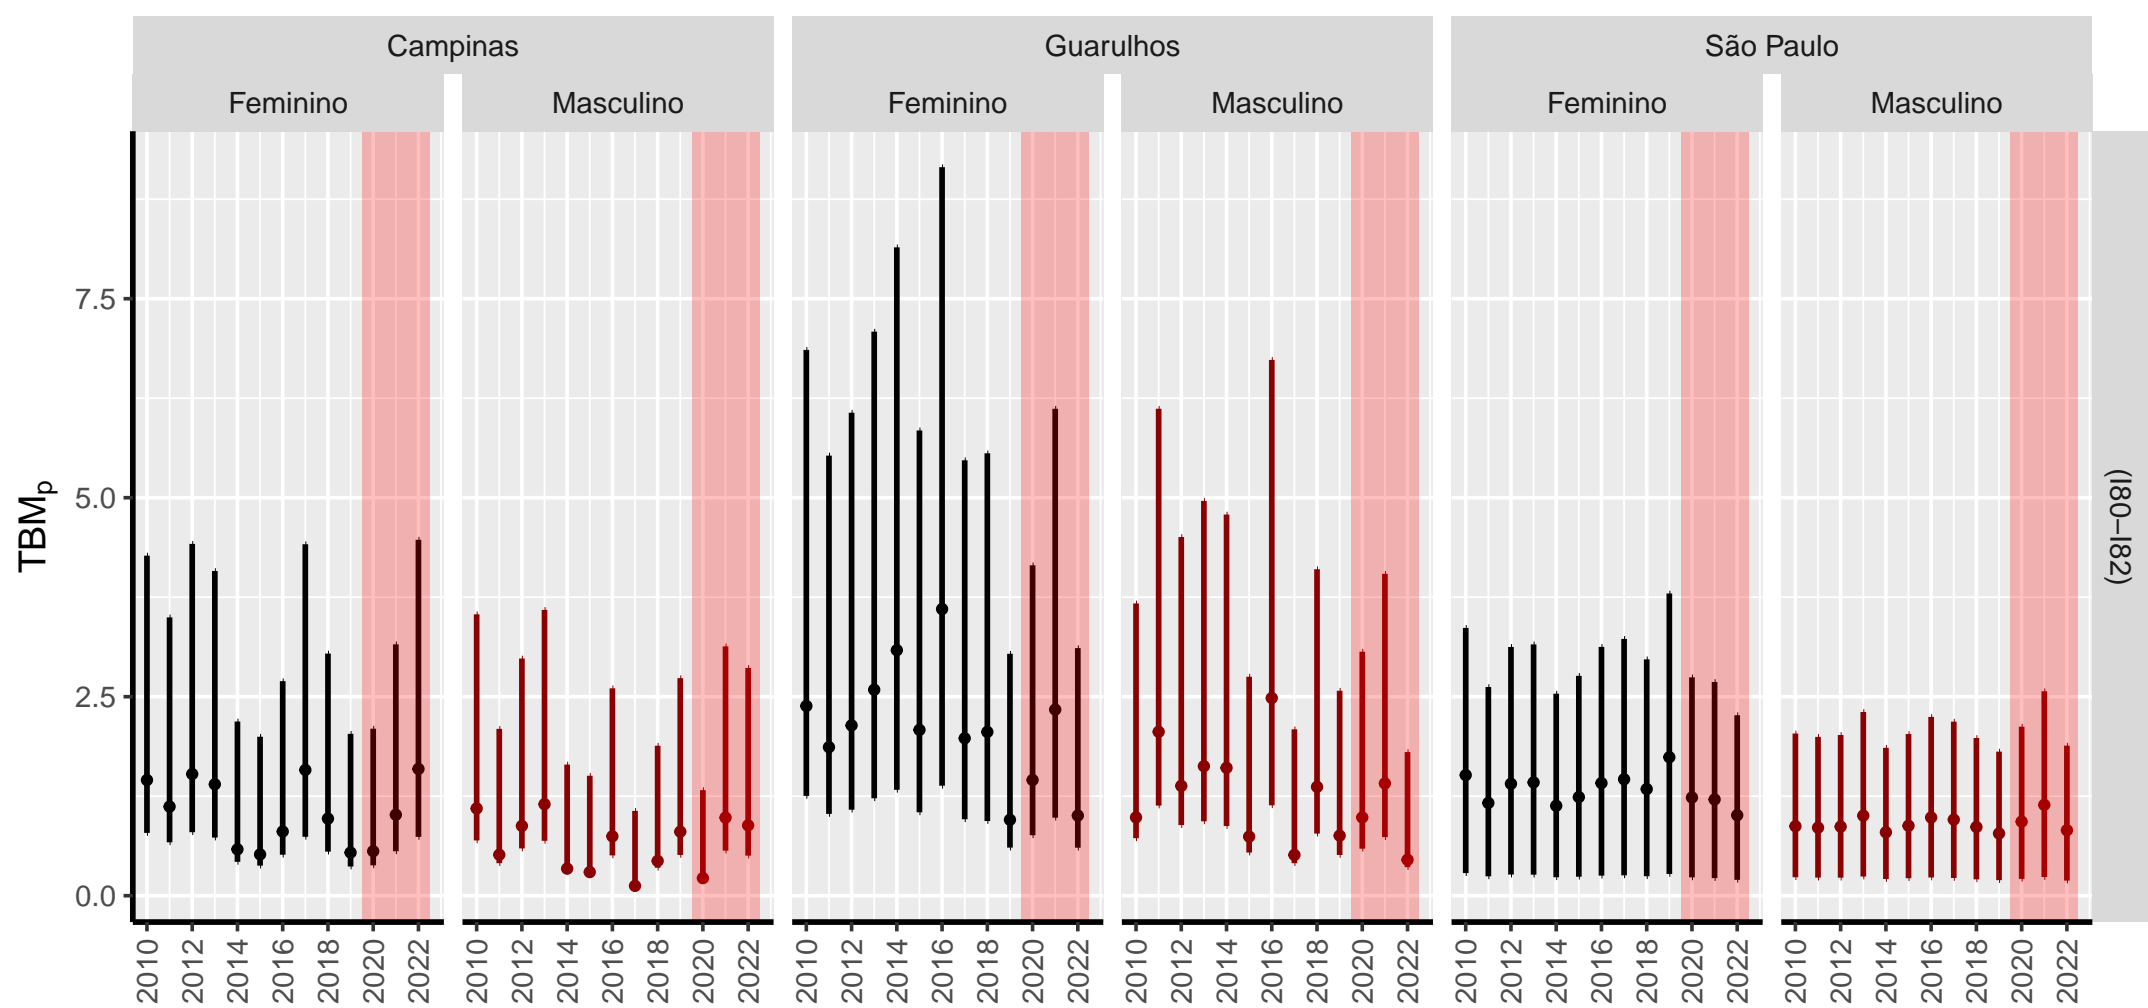 Campinas Guarulhos São Paulo
Feminino Masculino Feminino Masculino Feminino Masculino
7.5
5.0
2.5
0.0
TBMp
(I80–I82)
2010 2012 2014 2016 2018 2020 2022 2010 2012 2014 2016 2018 2020 2022 2010 2012 2014 2016 2018 2020 2022 2010 2012 2014 2016 2018 2020 2022 2010 2012 2014 2016 2018 2020 2022 2010 2012 2014 2016 2018 2020 2022